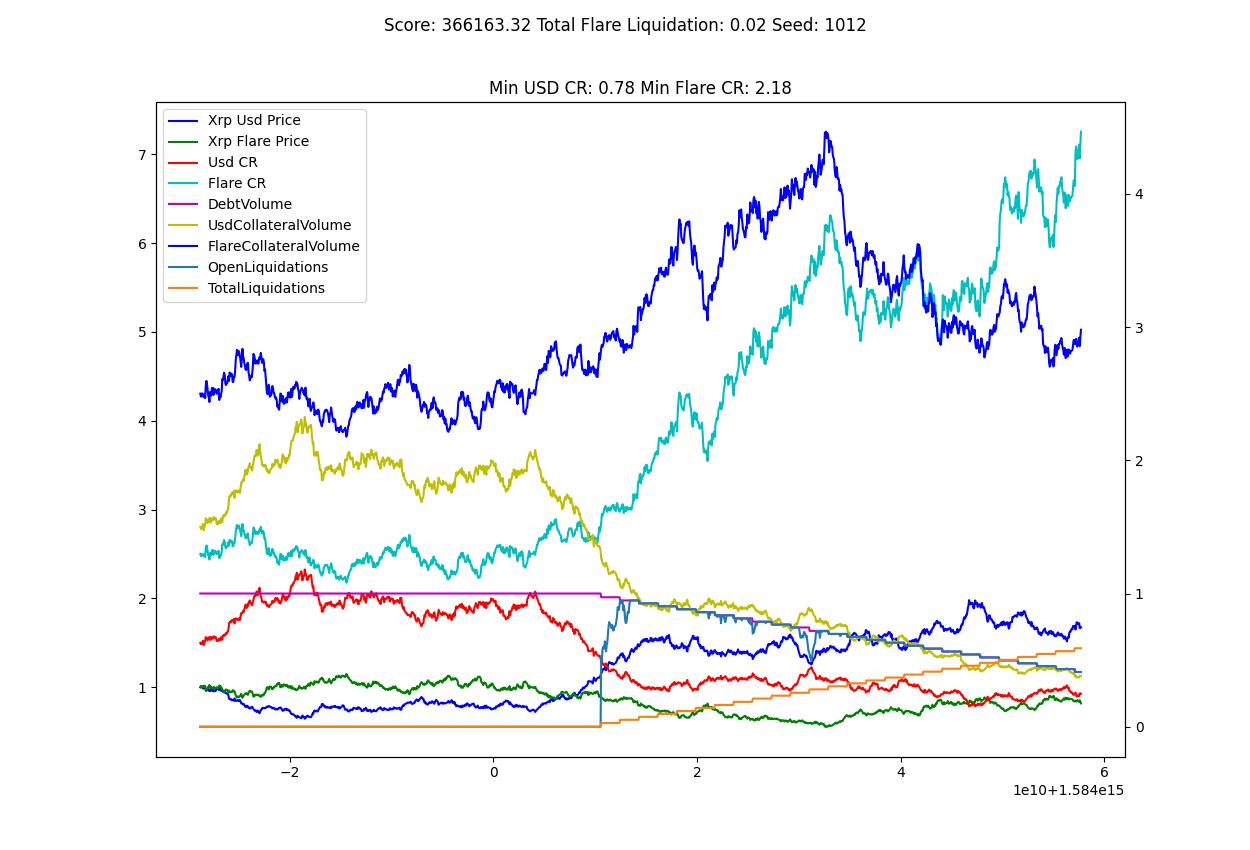 Score: 366163.32 Total Flare Liquidation: 0.02 Seed: 1012
Min USD CR: 0.78 Min Flare CR: 2.18
Xrp Usd Price
Xrp Flare Price
Usd CR
Flare CR
DebtVolume
UsdCollateralVolume
FlareCollateralVolume
OpenLiquidations
TotalLiquidations
7
6
5
4
3
2
1
4
3
2
1
0
−2
0
2
4
6
1e10+1.584e15